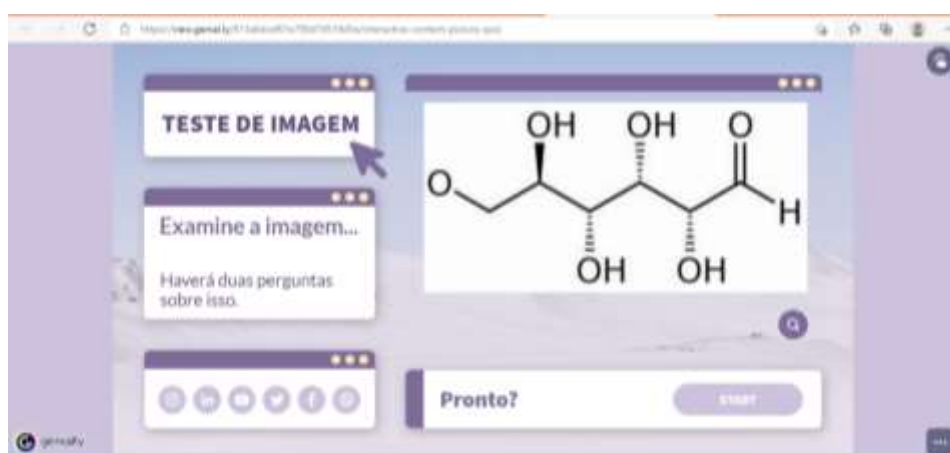 TESTE DE IMAGEM
Examine a imagem...
Haverá duas perguntas
sobre isso.
OH OH O
O
H
OH OH
Pronto?
START
genially